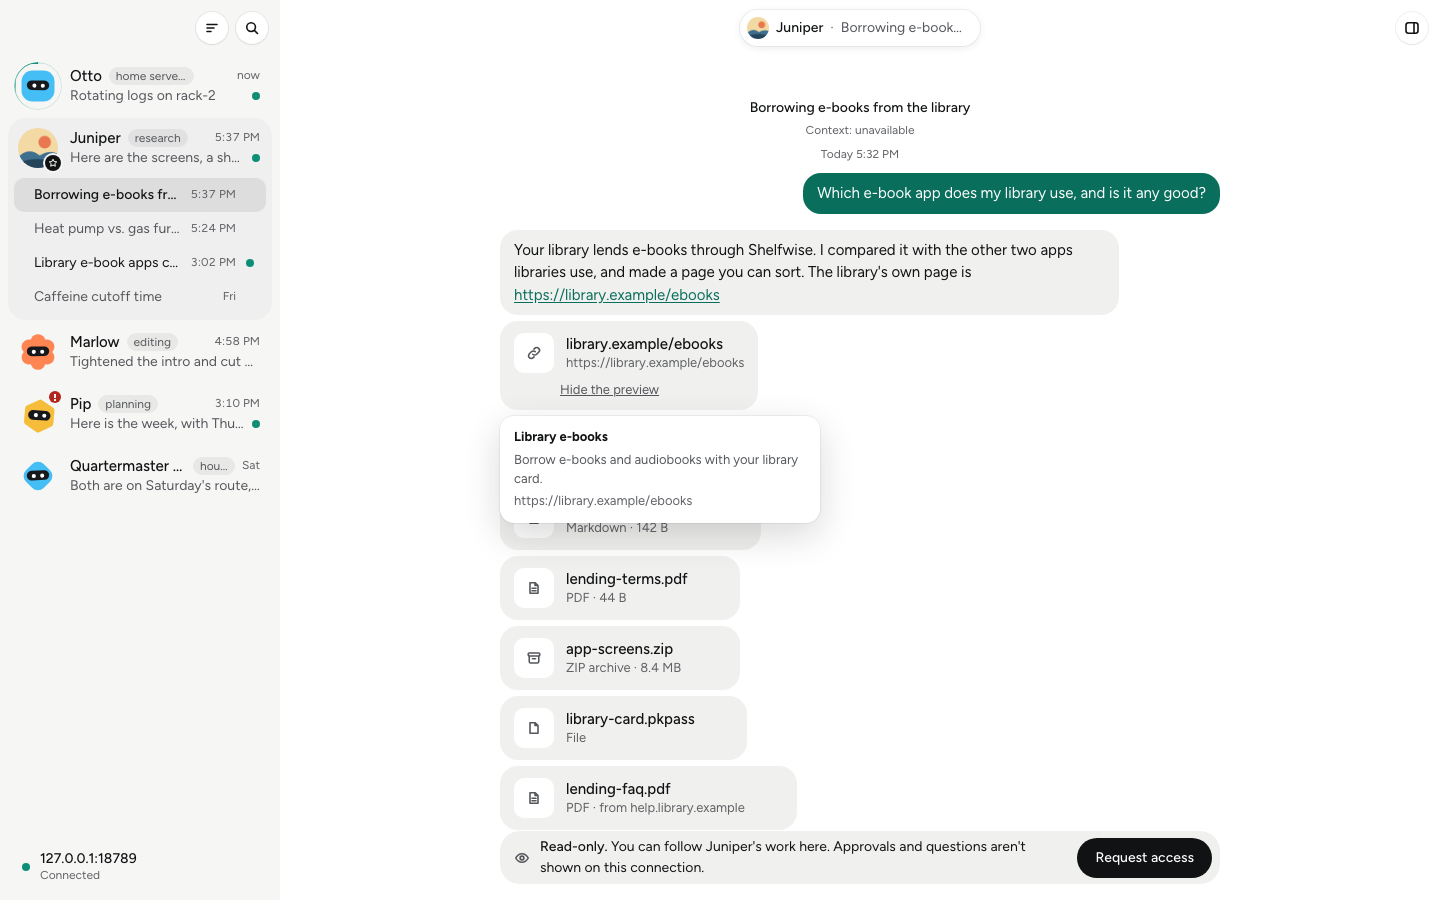 Otto home serve... now
Rotating logs on rack-2
Juniper research 5:37 PM
Here are the screens, a sh...
Borrowing e-books fr... 5:37 PM
Heat pump vs. gas fur... 5:24 PM
Library e-book apps c... 3:02 PM
Caffeine cutoff time Fri
Marlow editing 4:58 PM
Tightened the intro and cut ...
Pip planning 3:10 PM
Here is the week, with Thu...
Quartermaster ... hou... Sat
Both are on Saturday's route,...
127.0.0.1:18789
Connected
Juniper · Borrowing e-book...
Borrowing e-books from the library
Context: unavailable
Today 5:32 PM
Which e-book app does my library use, and is it any good?
Your library lends e-books through Shelfwise. I compared it with the other two apps
libraries use, and made a page you can sort. The library's own page is
https://library.example/ebooks
library.example/ebooks
https://library.example/ebooks
Hide the preview
Library e-books
Borrow e-books and audiobooks with your library
card.
https://library.example/ebooks
Markdown · 142 B
lending-terms.pdf
PDF · 44 B
app-screens.zip
ZIP archive · 8.4 MB
library-card.pkpass
File
lending-faq.pdf
PDF · from help.library.example
Read-only. You can follow Juniper's work here. Approvals and questions aren't
shown on this connection.
Request access